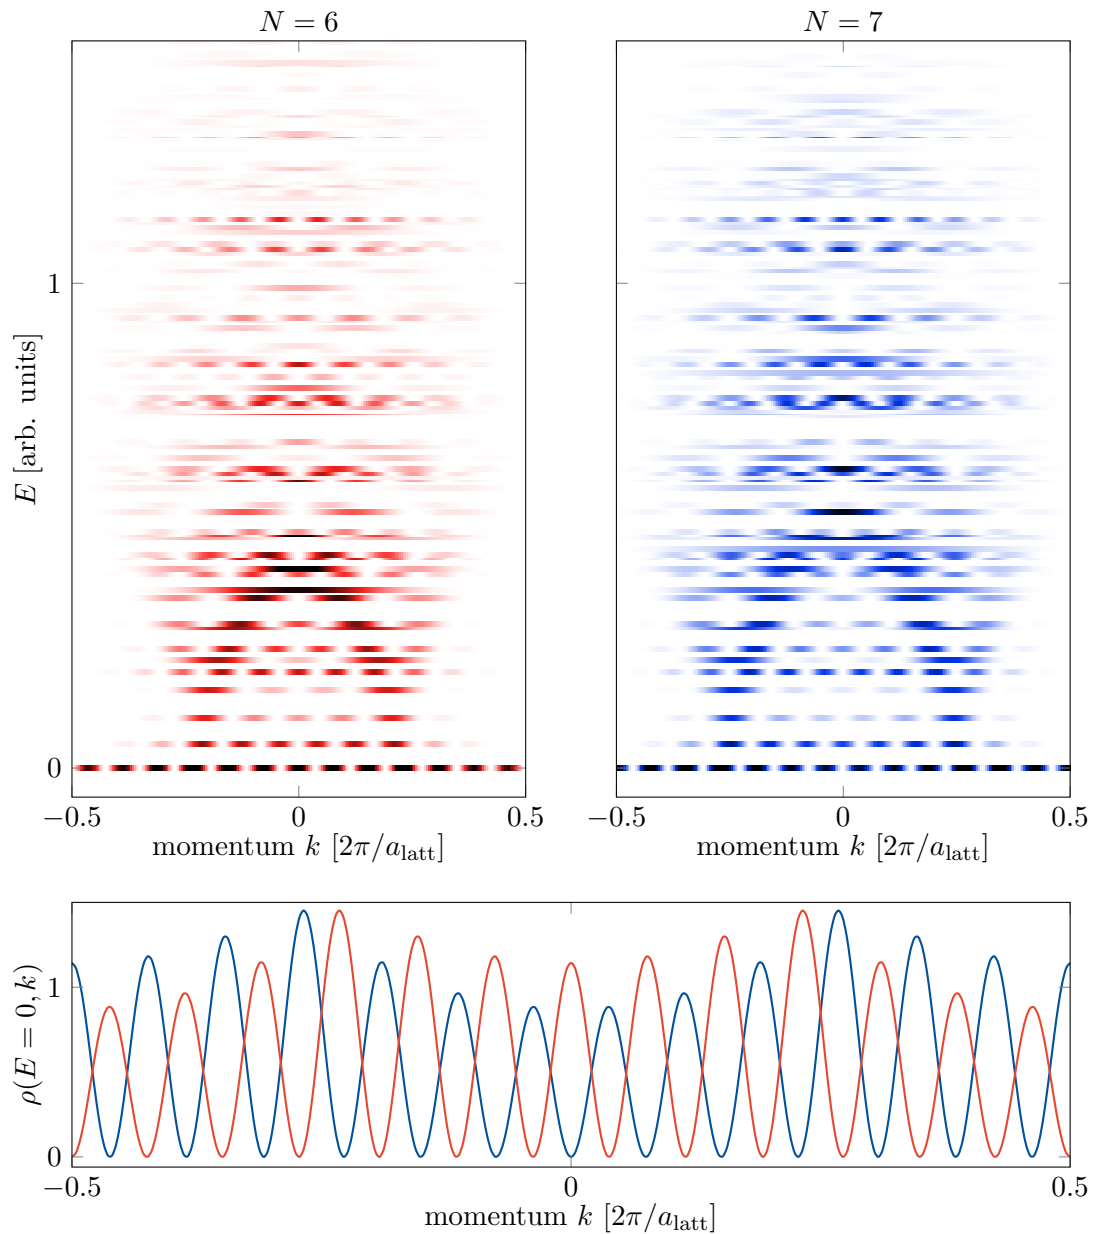 N = 6
N = 7
E [arb. units]
1
0
−0.5
0
0.5
momentum k [2π/a_latt]
−0.5
0
0.5
momentum k [2π/a_latt]
ρ(E = 0, k)
1
0
−0.5
0
0.5
momentum k [2π/a_latt]